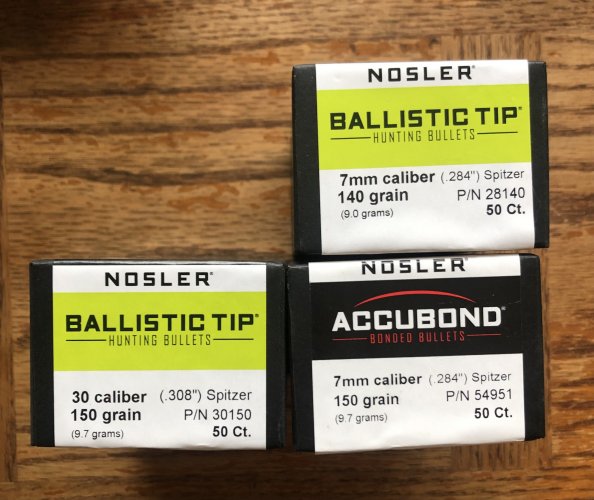 NOSLER®
BALLISTIC TIP®
HUNTING BULLETS
7mm caliber (.284") Spitzer
140 grain P/N 28140
(9.0 grams) 50 Ct.
NOSLER®
BALLISTIC TIP®
HUNTING BULLETS
30 caliber (.308") Spitzer
150 grain P/N 30150
(9.7 grams) 50 Ct.
NOSLER®
ACCUBOND®
BONDED BULLETS
7mm caliber (.284") Spitzer
150 grain P/N 54951
(9.7 grams) 50 Ct.